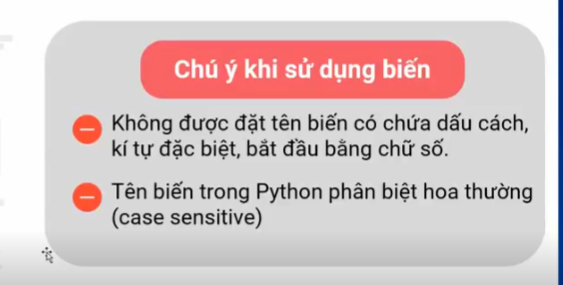 Chú ý khi sử dụng biến
Không được đặt tên biến có chứa dấu cách,
kí tự đặc biệt, bắt đầu bằng chữ số.
Tên biến trong Python phân biệt hoa thường
(case sensitive)